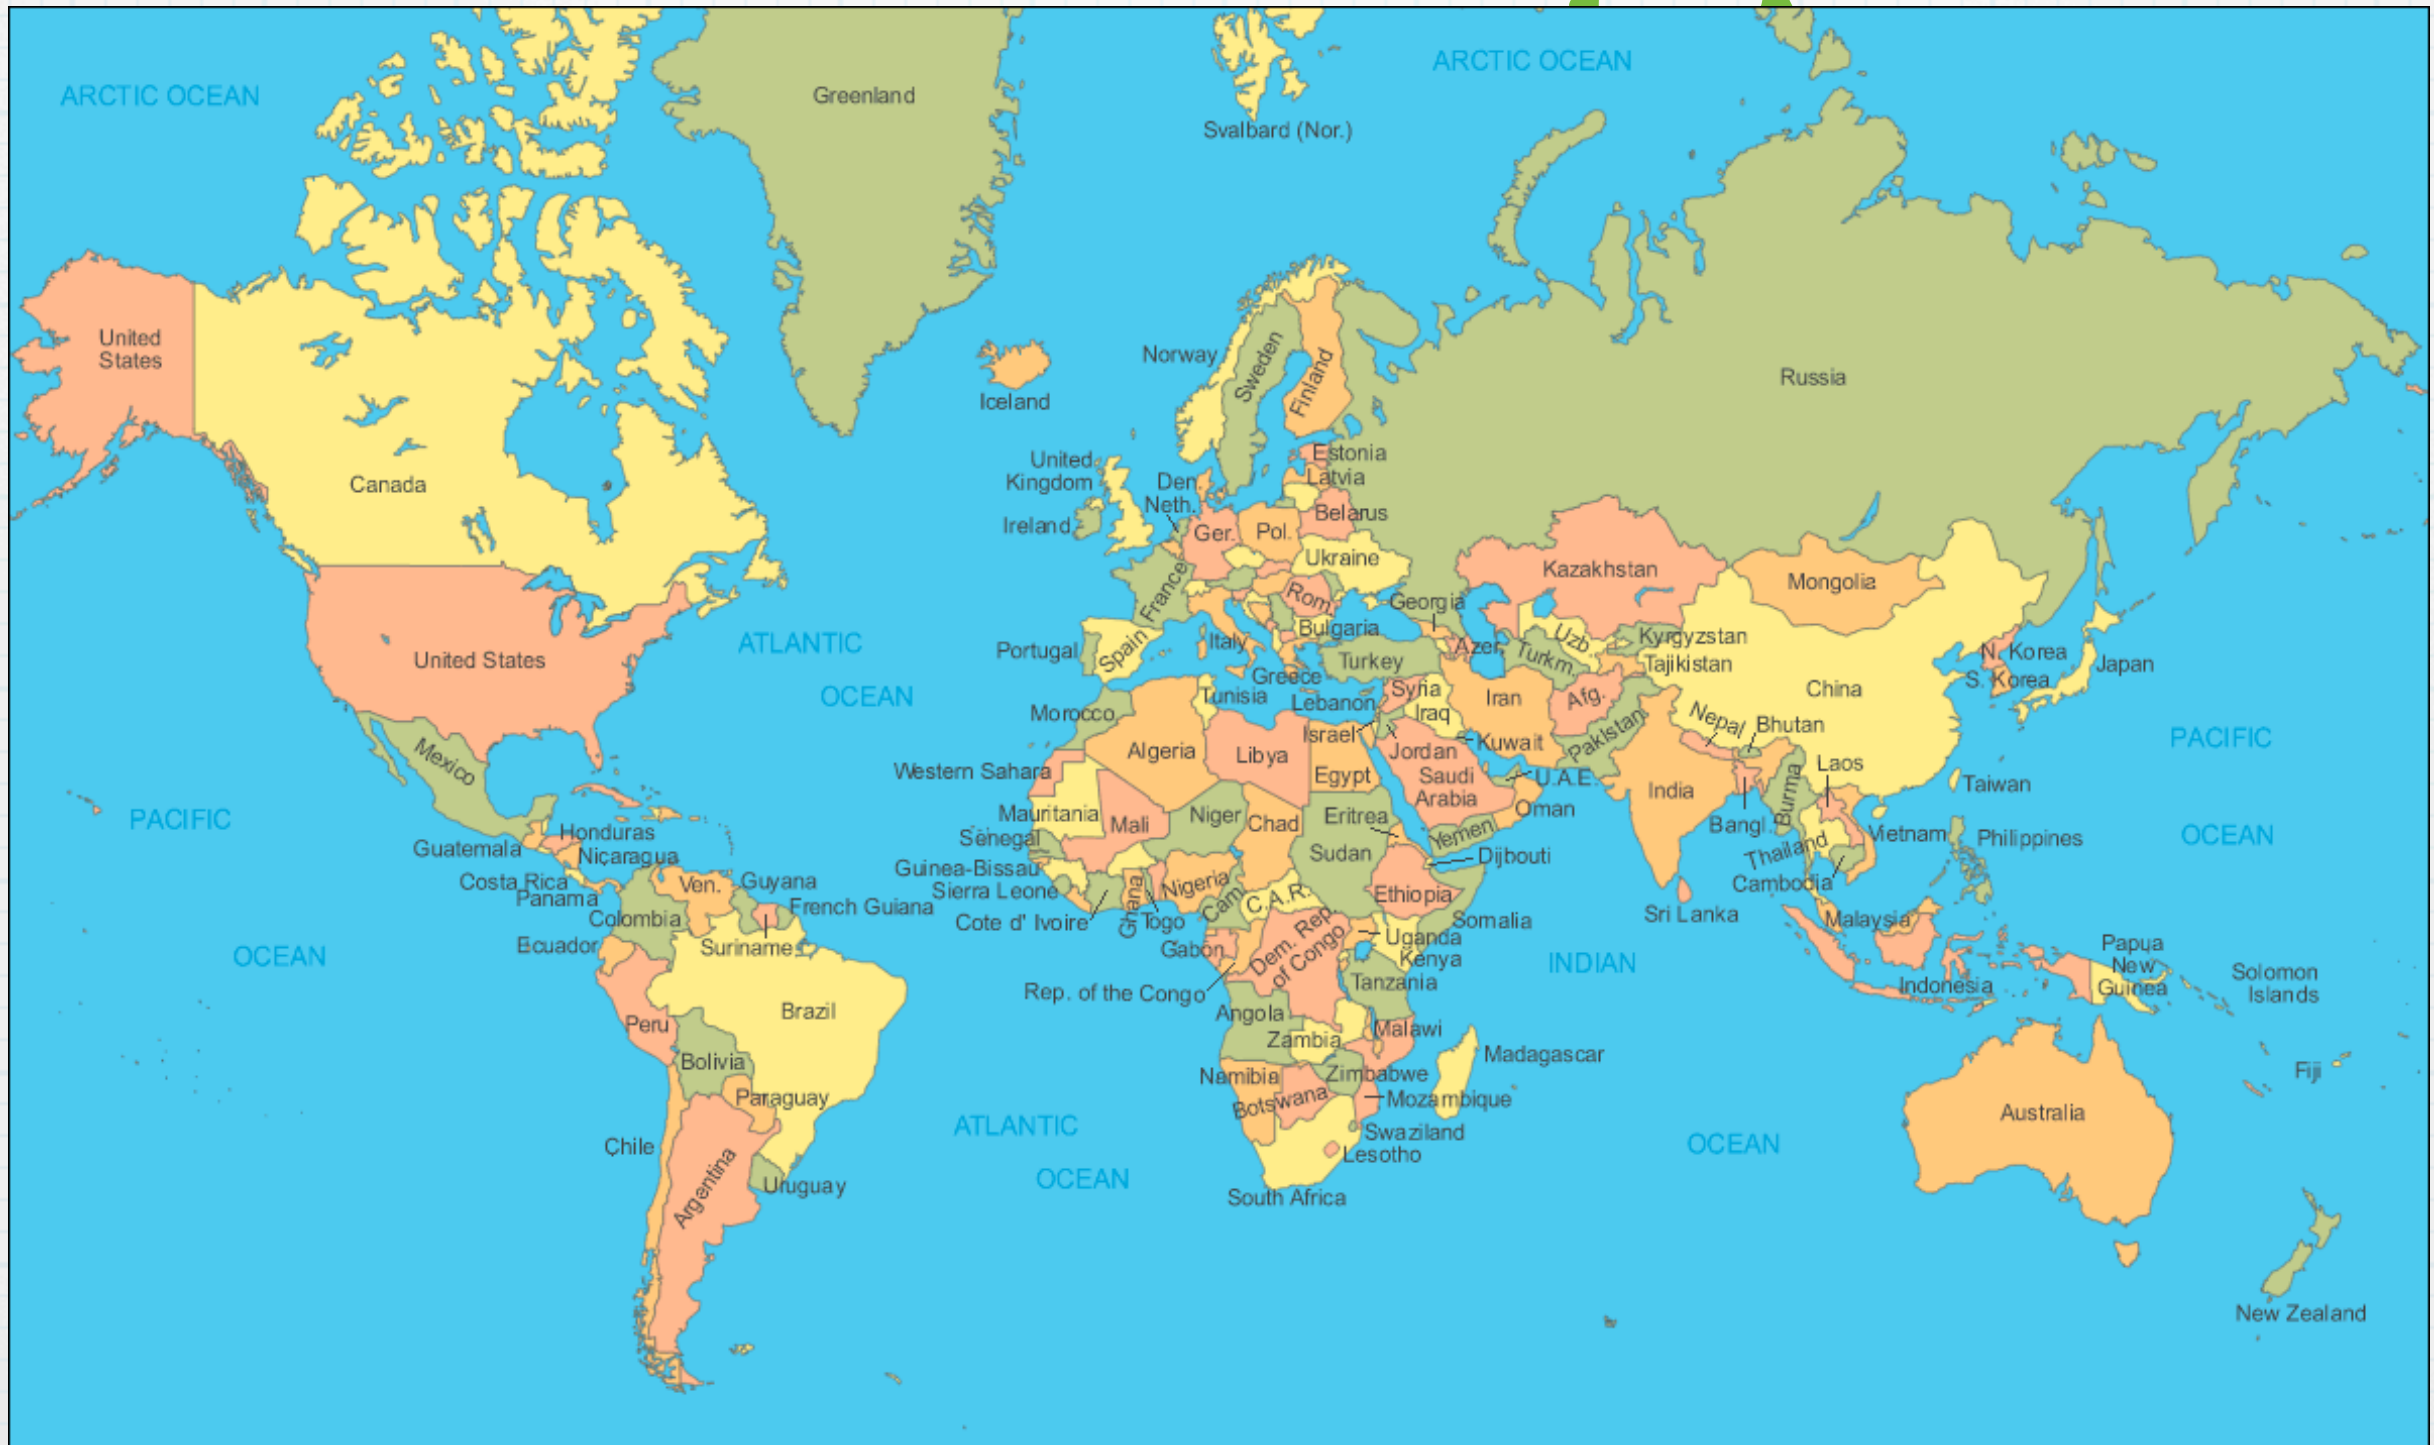 ARCTIC OCEAN
ARCTIC OCEAN
Greenland
Svalbard (Nor.)
United
States
Canada
Iceland
Norway
Sweden
Finland
Russia
Estonia
Latvia
Belarus
United
Kingdom
Den.
Neth.
Ireland
Ger.
Pol.
Ukraine
France
Rom.
Kazakhstan
Mongolia
Georgia
Bulgaria
Italy
Spain
Portugal
Greece
Turkey
Azer.
Turkm.
Uzb.
Kyrgyzstan
Tajikistan
N. Korea
S. Korea
Japan
China
United States
ATLANTIC
OCEAN
Tunisia
Morocco
Lebanon
Syria
Iraq
Iran
Afg.
Pakistan
Nepal
Bhutan
Israel
Jordan
Kuwait
Mexico
Algeria
Libya
Egypt
Western Sahara
Saudi
Arabia
U.A.E.
Oman
India
Bangl.
Burma
Laos
Taiwan
PACIFIC
OCEAN
PACIFIC
OCEAN
Mauritania
Mali
Niger
Chad
Eritrea
Sudan
Yemen
Djibouti
Thailand
Vietnam
Philippines
Cambodia
Guatemala
Honduras
Nicaragua
Costa Rica
Panama
Senegal
Guinea-Bissau
Sierra Leone
Cote d' Ivoire
Ghana
Togo
Nigeria
Cam.
C.A.R.
Ethiopia
Somalia
Sri Lanka
Malaysia
Ven.
Guyana
French Guiana
Colombia
Suriname
Ecuador
Gabon
Rep. of the Congo
Dem. Rep.
of Congo
Uganda
Kenya
Tanzania
INDIAN
OCEAN
Indonesia
Papua
New
Guinea
Solomon
Islands
Peru
Brazil
Bolivia
Paraguay
Chile
Argentina
Uruguay
Angola
Zambia
Malawi
Namibia
Botswana
Zimbabwe
Mozambique
Madagascar
Swaziland
Lesotho
South Africa
ATLANTIC
OCEAN
Fiji
Australia
New Zealand